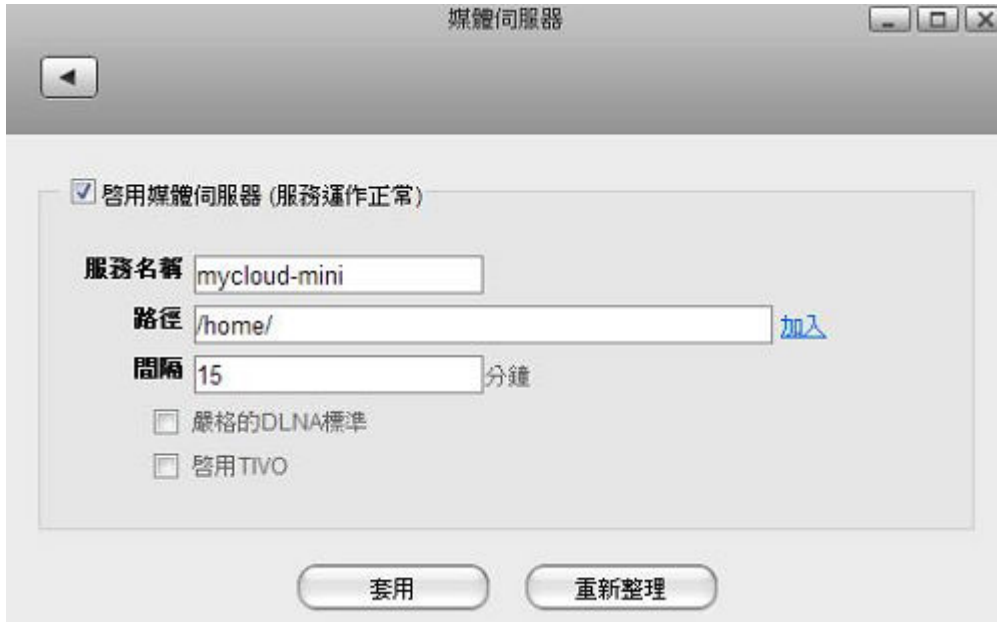 媒體伺服器
啓用媒體伺服器 (服務運作正常)
服務名稱 mycloud-mini
路徑 /home/ 加入
間隔 15 分鐘
嚴格的DLNA標準
啓用TIVO
套用 重新整理